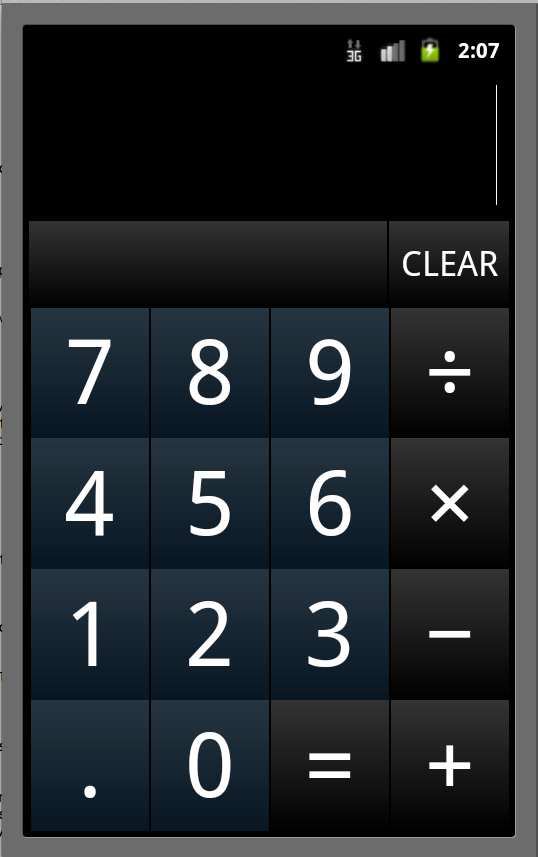 3G 2:07
CLEAR
7 8 9 ÷
4 5 6 ×
1 2 3 −
. 0 = +